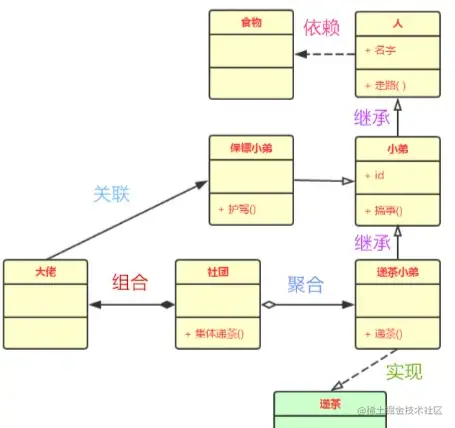 食物
依赖
人
+ 名字
+ 走路( )
继承
保镖小弟
小弟
+ id
关联
+ 护驾()
+ 搞事()
继承
大佬
组合
社团
聚合
递茶小弟
+ 集体递茶()
+ 递茶()
实现
递茶
@稀土掘金技术社区